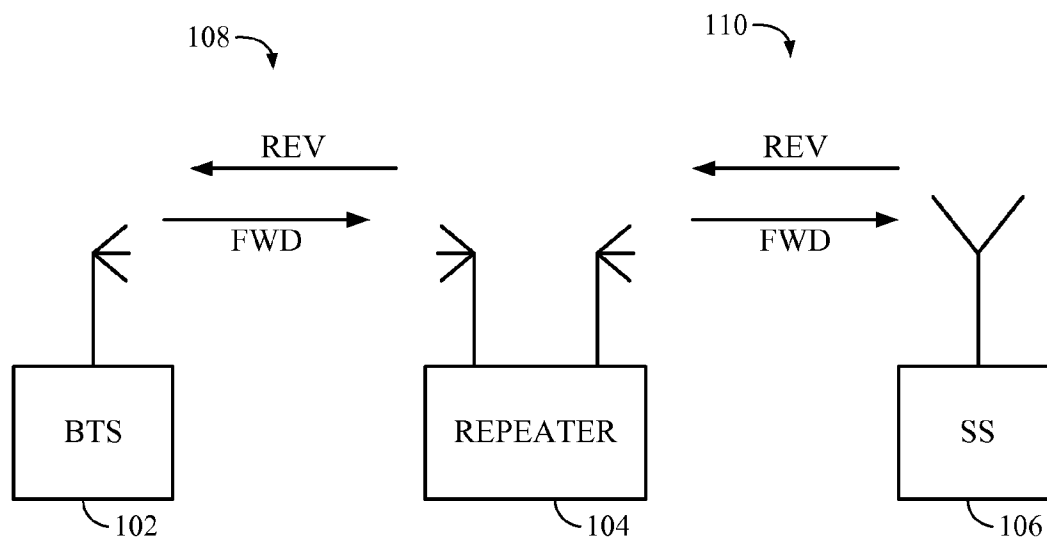 108 110
REV REV
FWD FWD
BTS REPEATER SS
102 104 106